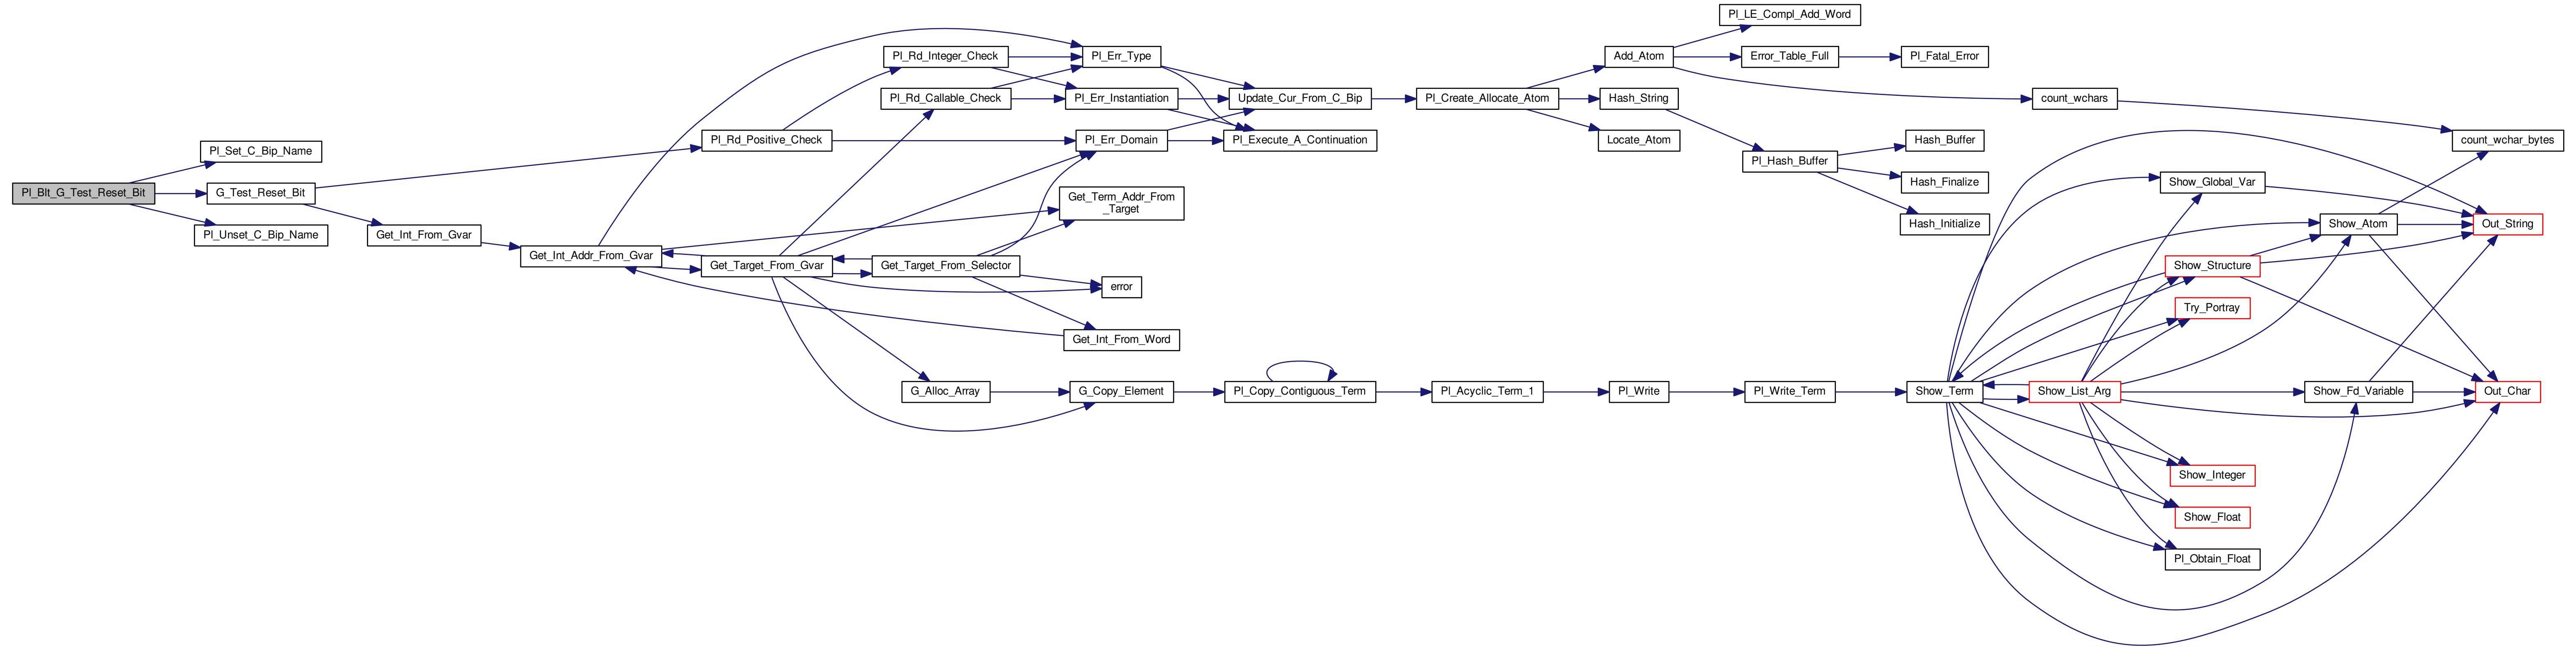 Pl_Blt_G_Test_Reset_Bit
Pl_Set_C_Bip_Name
G_Test_Reset_Bit
Pl_Unset_C_Bip_Name
Get_Int_From_Gvar
Get_Int_Addr_From_Gvar
Pl_Rd_Positive_Check
Get_Target_From_Gvar
Pl_Rd_Integer_Check
Pl_Rd_Callable_Check
Get_Target_From_Selector
G_Alloc_Array
Pl_Err_Type
Pl_Err_Instantiation
Pl_Err_Domain
Get_Term_Addr_From
_Target
error
Get_Int_From_Word
G_Copy_Element
Update_Cur_From_C_Bip
Pl_Execute_A_Continuation
Pl_Copy_Contiguous_Term
Pl_Create_Allocate_Atom
Pl_Acyclic_Term_1
Add_Atom
Hash_String
Locate_Atom
Pl_Write
Pl_LE_Compl_Add_Word
Error_Table_Full
Pl_Hash_Buffer
Pl_Write_Term
Pl_Fatal_Error
Hash_Buffer
Hash_Finalize
Hash_Initialize
Show_Term
count_wchars
Show_List_Arg
Show_Global_Var
Show_Structure
Try_Portray
Show_Integer
Show_Float
Pl_Obtain_Float
Show_Atom
Show_Fd_Variable
count_wchar_bytes
Out_String
Out_Char